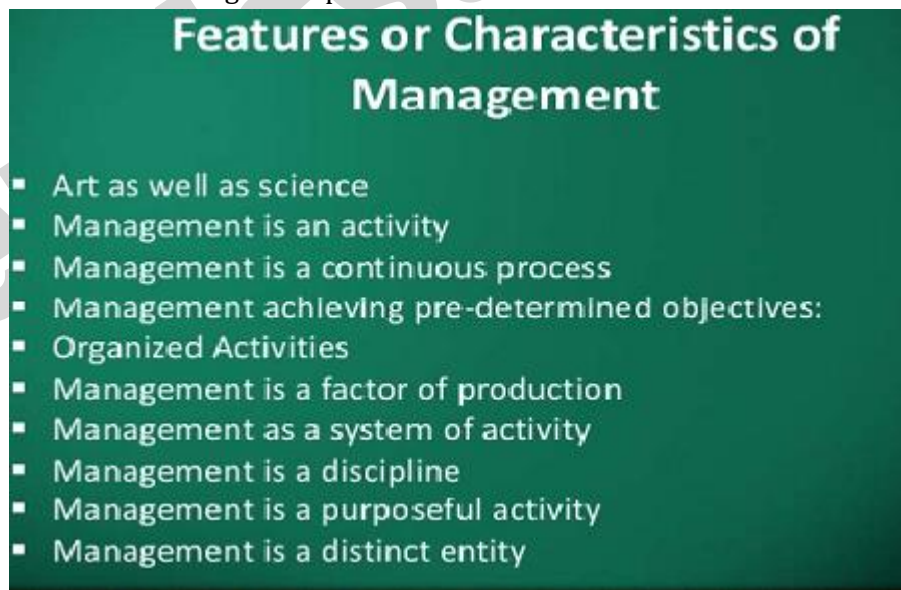 Features or Characteristics of
Management
▪ Art as well as science
▪ Management is an activity
▪ Management is a continuous process
▪ Management achieving pre-determined objectives:
▪ Organized Activities
▪ Management is a factor of production
▪ Management as a system of activity
▪ Management is a discipline
▪ Management is a purposeful activity
▪ Management is a distinct entity